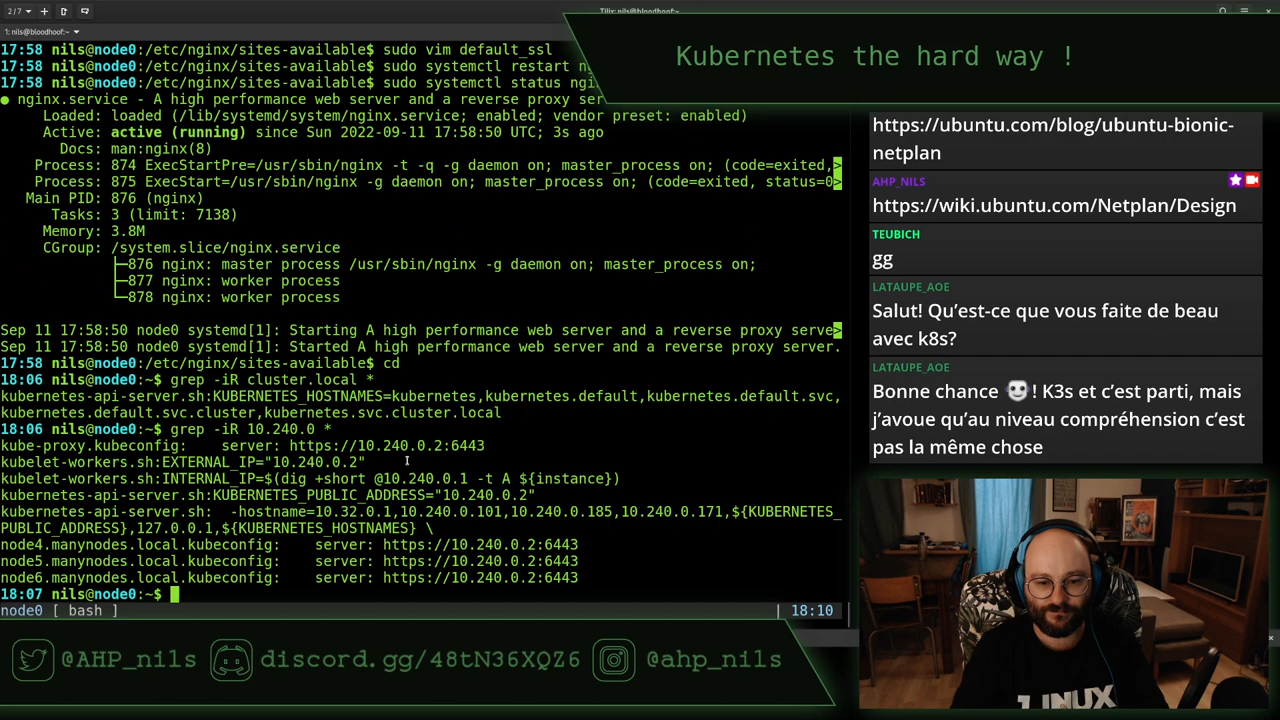 2/7
Tilix: nils@bloodhoof:~
1: nils@bloodhoof:~
17:58 nils@node0:/etc/nginx/sites-available$ sudo vim default_ssl
17:58 nils@node0:/etc/nginx/sites-available$ sudo systemctl restart
17:58 nils@node0:/etc/nginx/sites-available$ sudo systemctl status
● nginx.service - A high performance web server and a reverse proxy ser
Loaded: loaded (/lib/systemd/system/nginx.service; enabled; vendor preset: enabled)
Active: active (running) since Sun 2022-09-11 17:58:50 UTC; 3s ago
Docs: man:nginx(8)
Process: 874 ExecStartPre=/usr/sbin/nginx -t -q -g daemon on; master_process on; (code=exited,>
Process: 875 ExecStart=/usr/sbin/nginx -g daemon on; master_process on; (code=exited, status=0>
Main PID: 876 (nginx)
Tasks: 3 (limit: 7138)
Memory: 3.8M
CGroup: /system.slice/nginx.service
├─876 nginx: master process /usr/sbin/nginx -g daemon on; master_process on;
├─877 nginx: worker process
└─878 nginx: worker process
Sep 11 17:58:50 node0 systemd[1]: Starting A high performance web server and a reverse proxy serve>
Sep 11 17:58:50 node0 systemd[1]: Started A high performance web server and a reverse proxy server.
17:58 nils@node0:/etc/nginx/sites-available$ cd
18:06 nils@node0:~$ grep -iR cluster.local *
kubernetes-api-server.sh:KUBERNETES_HOSTNAMES=kubernetes,kubernetes.default,kubernetes.default.svc,
kubernetes.default.svc.cluster,kubernetes.svc.cluster.local
18:06 nils@node0:~$ grep -iR 10.240.0 *
kube-proxy.kubeconfig:    server: https://10.240.0.2:6443
kubelet-workers.sh:EXTERNAL_IP="10.240.0.2"
kubelet-workers.sh:INTERNAL_IP=$(dig +short @10.240.0.1 -t A ${instance})
kubernetes-api-server.sh:KUBERNETES_PUBLIC_ADDRESS="10.240.0.2"
kubernetes-api-server.sh:  -hostname=10.32.0.1,10.240.0.101,10.240.0.185,10.240.0.171,${KUBERNETES_
PUBLIC_ADDRESS},127.0.0.1,${KUBERNETES_HOSTNAMES} \
node4.manynodes.local.kubeconfig:    server: https://10.240.0.2:6443
node5.manynodes.local.kubeconfig:    server: https://10.240.0.2:6443
node6.manynodes.local.kubeconfig:    server: https://10.240.0.2:6443
18:07 nils@node0:~$
node0 [ bash ] | 18:10
Kubernetes the hard way !
https://ubuntu.com/blog/ubuntu-bionic-
netplan
AHP_NILS
https://wiki.ubuntu.com/Netplan/Design
TEUBICH
gg
LATAUPE_AOE
Salut! Qu’est-ce que vous faite de beau
avec k8s?
LATAUPE_AOE
Bonne chance ! K3s et c’est parti, mais
j’avoue qu’au niveau compréhension c’est
pas la même chose
LINUX
@AHP_nils discord.gg/48tN36XQZ6 @ahp_nils